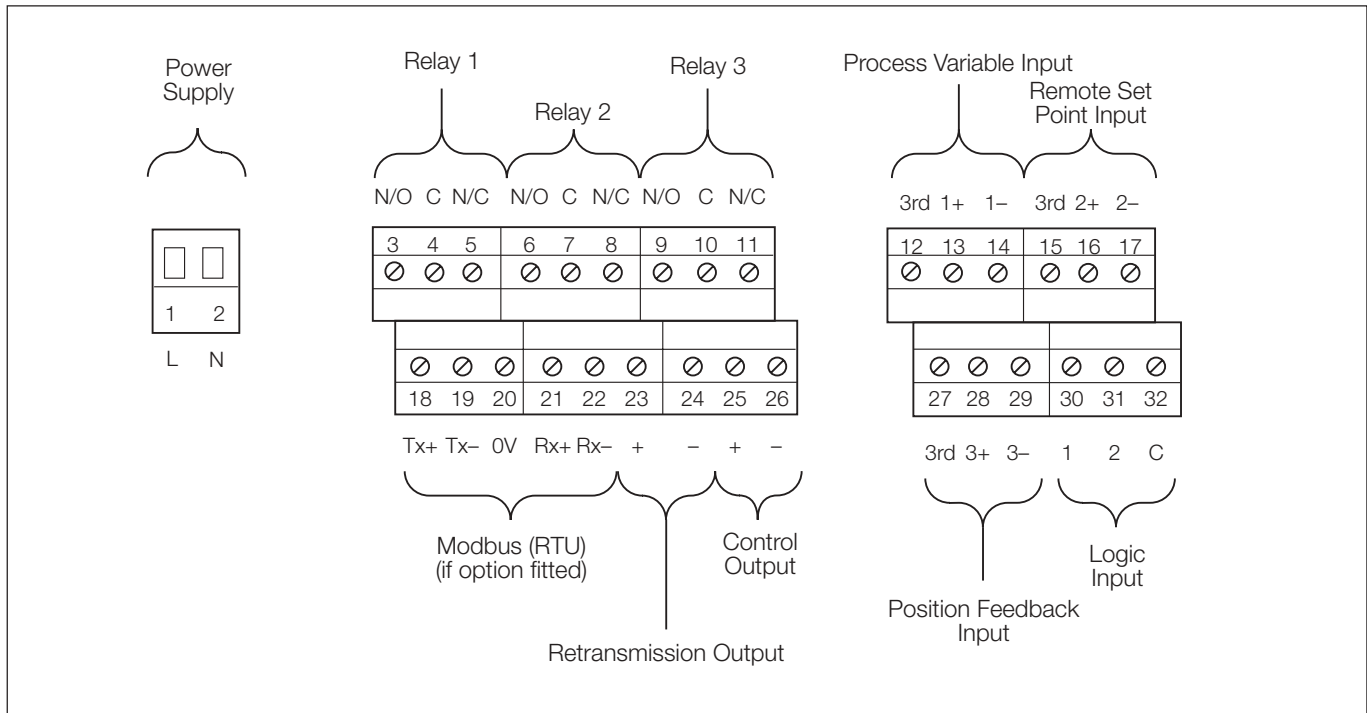 Power
Supply
Relay 1
Relay 2
Relay 3
Process Variable Input
Remote Set
Point Input
N/O C N/C N/O C N/C N/O C N/C
3rd 1+ 1– 3rd 2+ 2–
3 4 5 6 7 8 9 10 11
12 13 14 15 16 17
1 2
L N
18 19 20 21 22 23 24 25 26
27 28 29 30 31 32
Tx+ Tx– 0V Rx+ Rx– + – + –
3rd 3+ 3– 1 2 C
Modbus (RTU)
(if option fitted)
Control
Output
Logic
Input
Position Feedback
Input
Retransmission Output